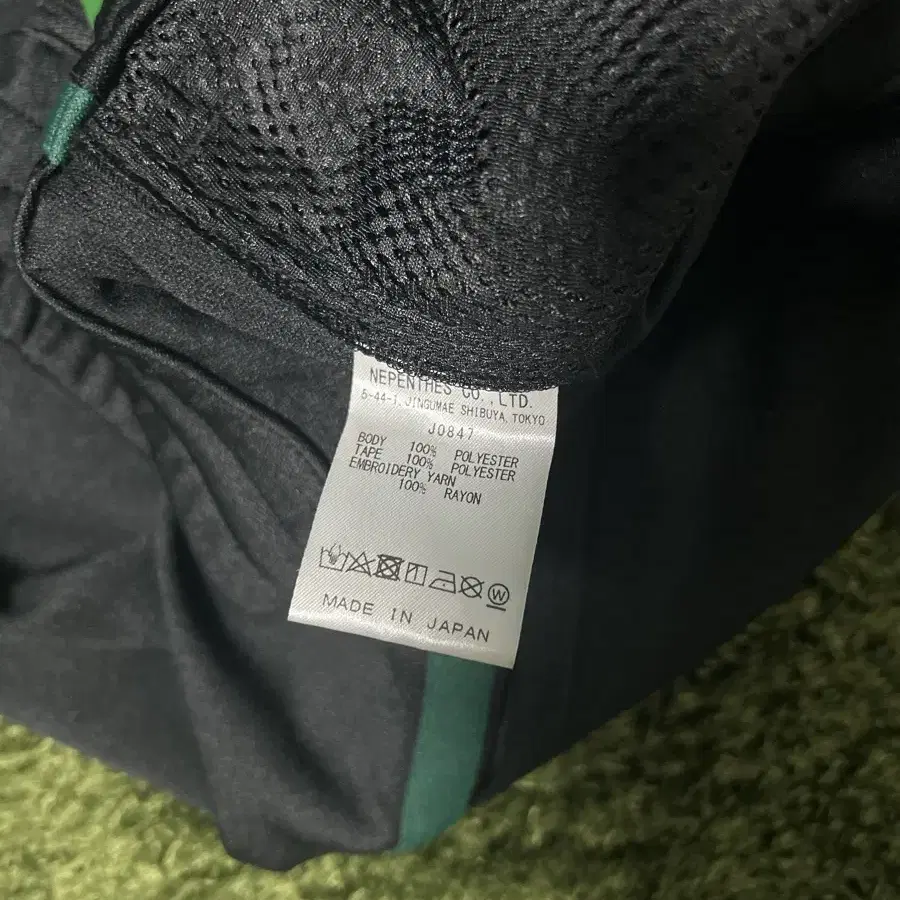 NEPENTHES CO.,LTD.
5-44-1,JINGUMAE SHIBUYA,TOKYO
J0847
BODY 100% POLYESTER
TAPE 100% POLYESTER
EMBROIDERY YARN
100% RAYON
W
MADE IN JAPAN